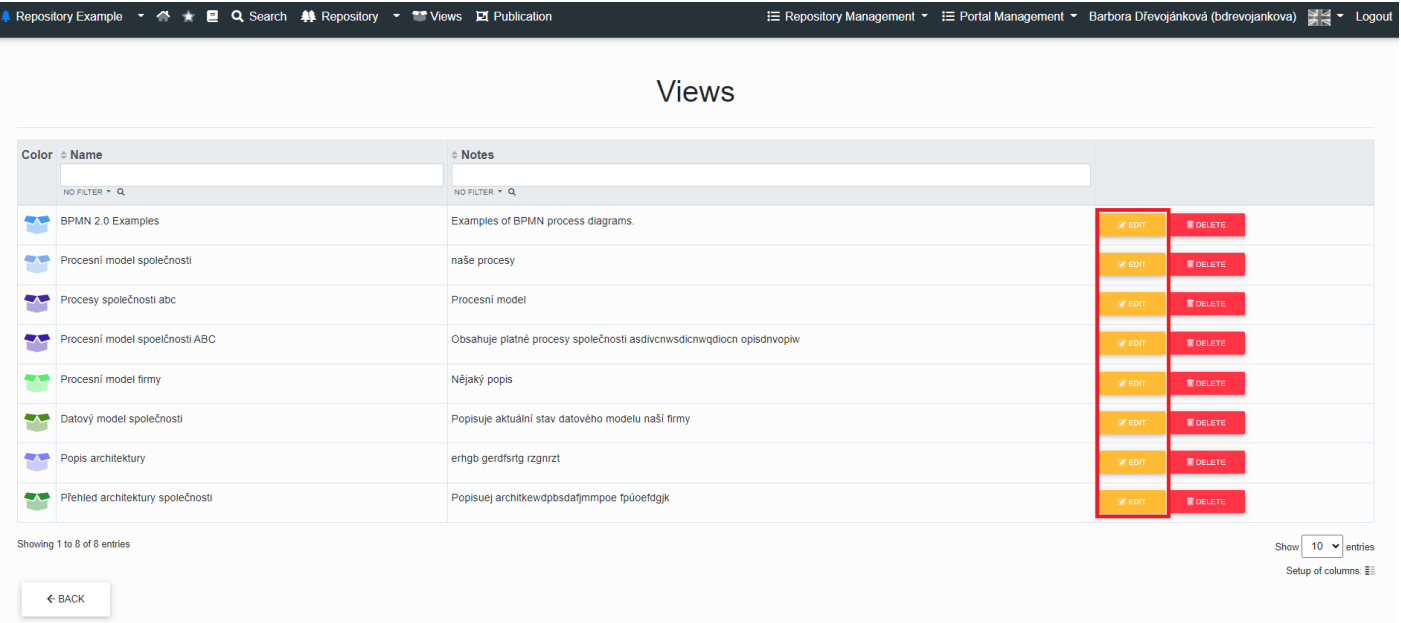 Repository Example Search Repository Views Publication Repository Management Portal Management Barbora Dřevojánková (bdrevojankova) Logout
Views
Color Name Notes
NO FILTER NO FILTER
BPMN 2.0 Examples Examples of BPMN process diagrams. EDIT DELETE
Procesní model společnosti naše procesy EDIT DELETE
Procesy společnosti abc Procesní model EDIT DELETE
Procesní model spoelčnosti ABC Obsahuje platné procesy společnosti asdivcnwsdicnwqdiocn opisdnvopiw EDIT DELETE
Procesní model firmy Nějaký popis EDIT DELETE
Datový model společnosti Popisuje aktuální stav datového modelu naší firmy EDIT DELETE
Popis architektury erhgb gerdfsrtg rzgnrzt EDIT DELETE
Přehled architektury společnosti Popisuej architkewdpbsdafjmmpoe fpúoefdgjk EDIT DELETE
Showing 1 to 8 of 8 entries Show 10 entries
Setup of columns:
BACK